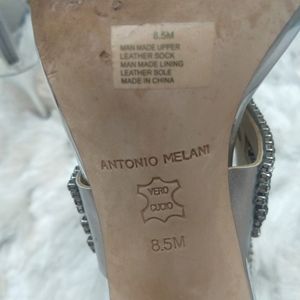 8.5M
MAN MADE UPPER
LEATHER SOCK
MAN MADE LINING
LEATHER SOLE
MADE IN CHINA
ANTONIO MELANI
VERO
CUOIO
8.5M